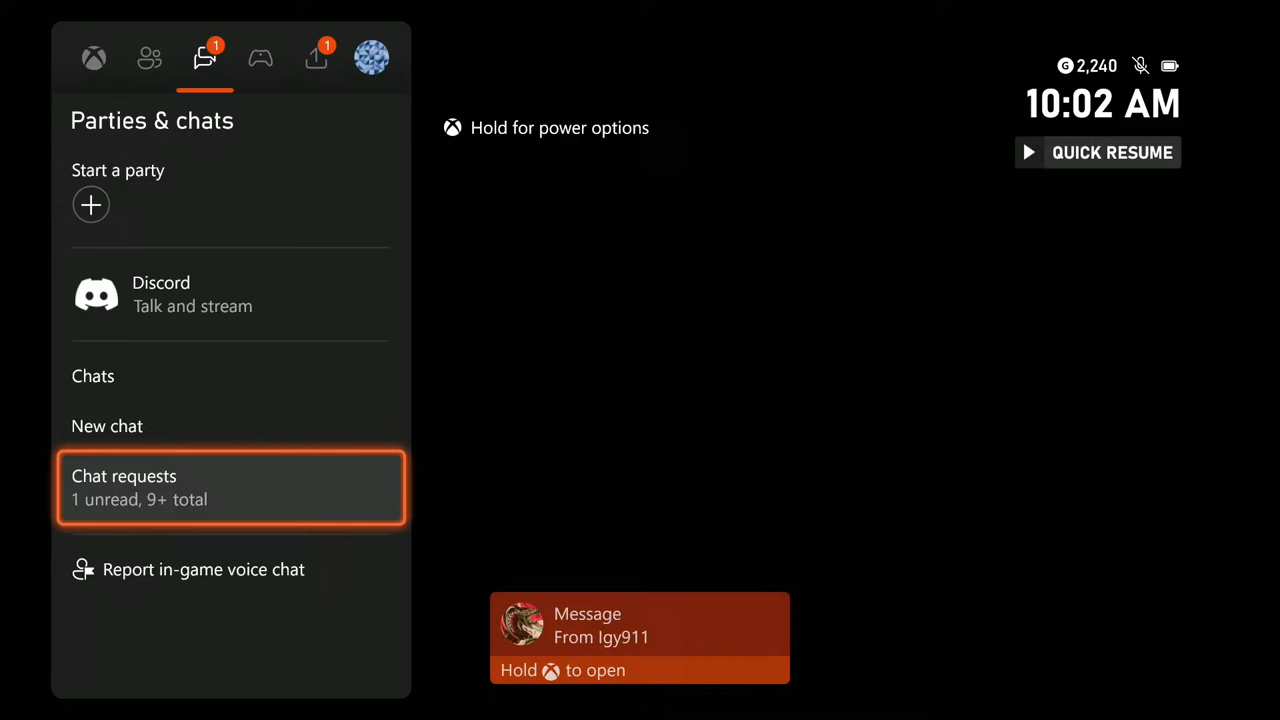 1
1
Parties & chats
Start a party
Discord
Talk and stream
Chats
New chat
Chat requests
1 unread, 9+ total
Report in-game voice chat
Hold for power options
G 2,240
10:02 AM
QUICK RESUME
Message
From Igy911
Hold to open